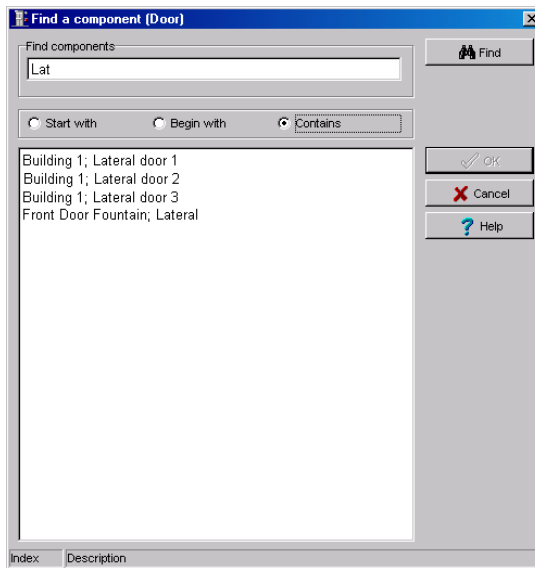 Find a component (Door)
Find components
Lat
Find
Start with
Begin with
Contains
Building 1; Lateral door 1
Building 1; Lateral door 2
Building 1; Lateral door 3
Front Door Fountain; Lateral
OK
Cancel
Help
Index
Description